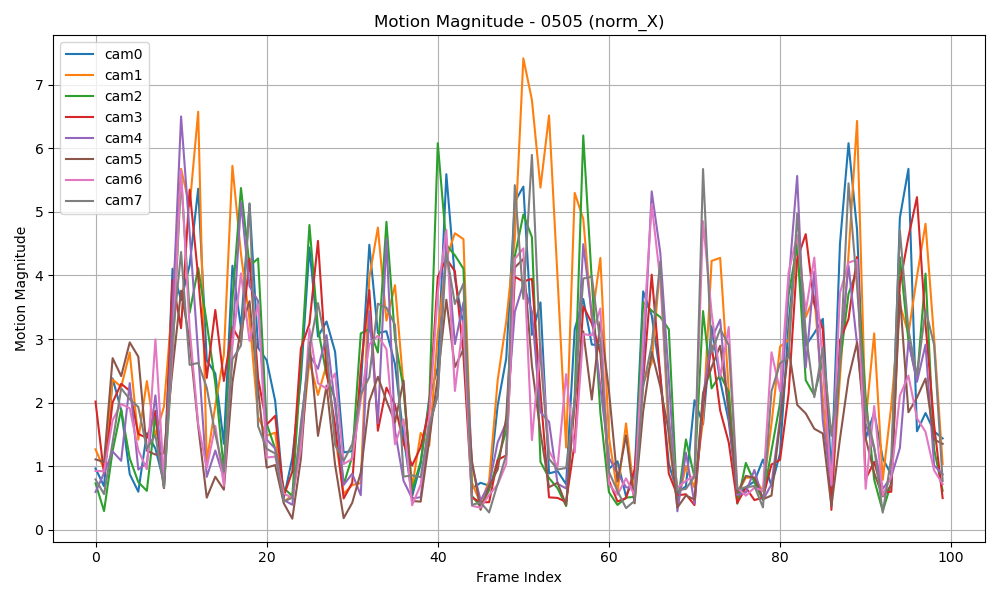 Motion Magnitude - 0505 (norm_X)
cam0
cam1
cam2
cam3
cam4
cam5
cam6
cam7
Motion Magnitude
7
6
5
4
3
2
1
0
0 20 40 60 80 100
Frame Index